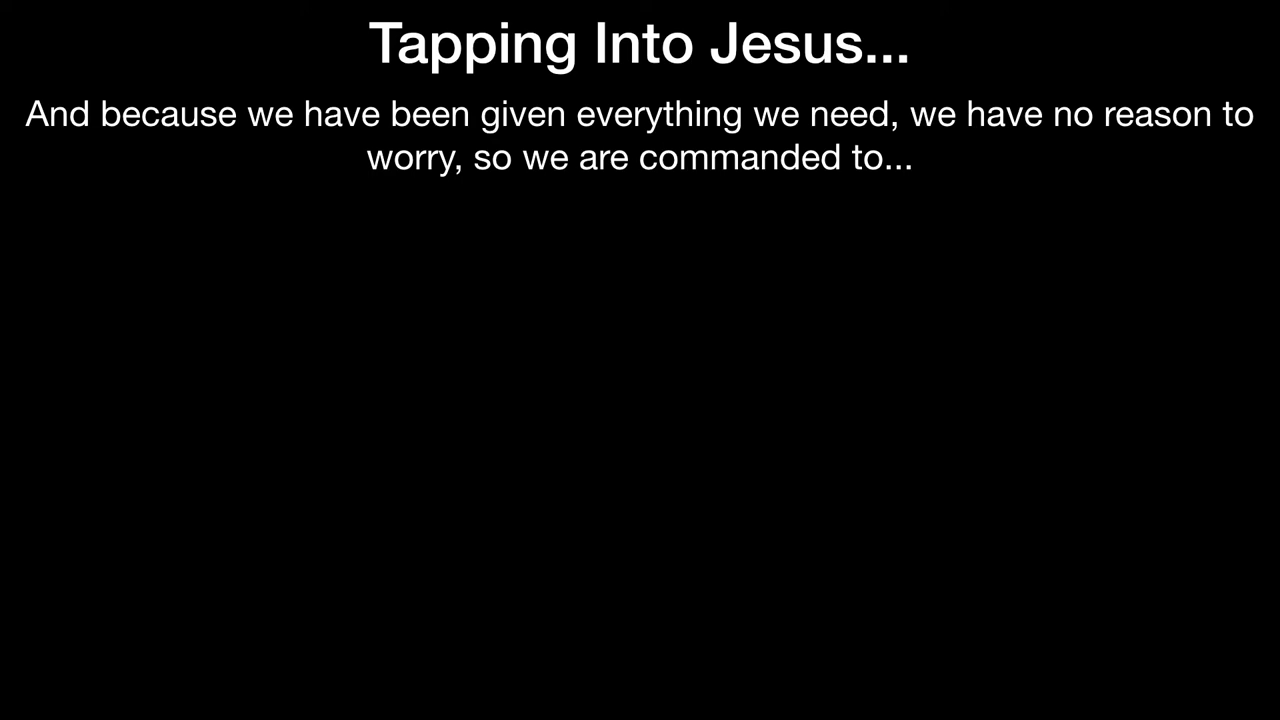 Tapping Into Jesus...
And because we have been given everything we need, we have no reason to
worry, so we are commanded to...